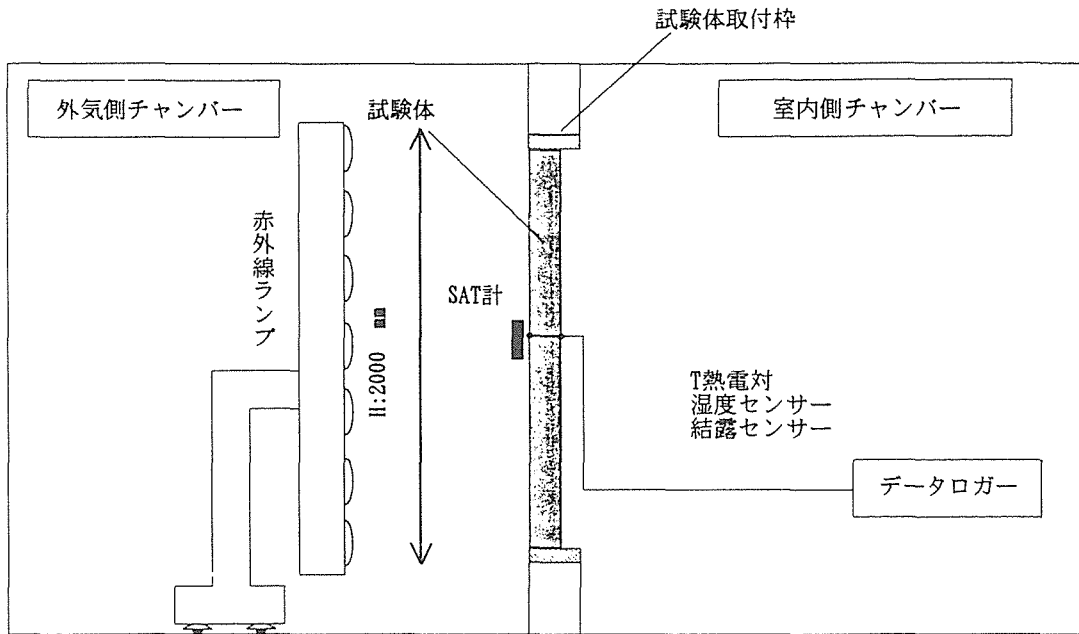 試験体取付枠
外気側チャンバー
室内側チャンバー
試験体
赤外線ランプ
SAT計
H:2000 mm
T熱電対
湿度センサー
結露センサー
データロガー